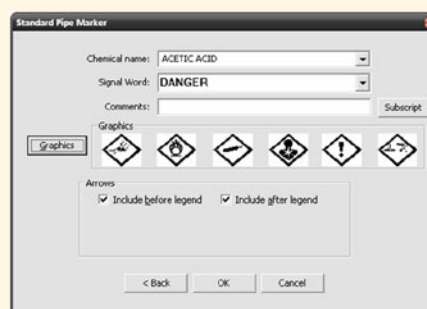 Standard Pipe Marker
Chemical name: ACETIC ACID
Signal Word: DANGER
Comments:
Subscript
Graphics
Graphics
Arrows
Include before legend Include after legend
< Back OK Cancel